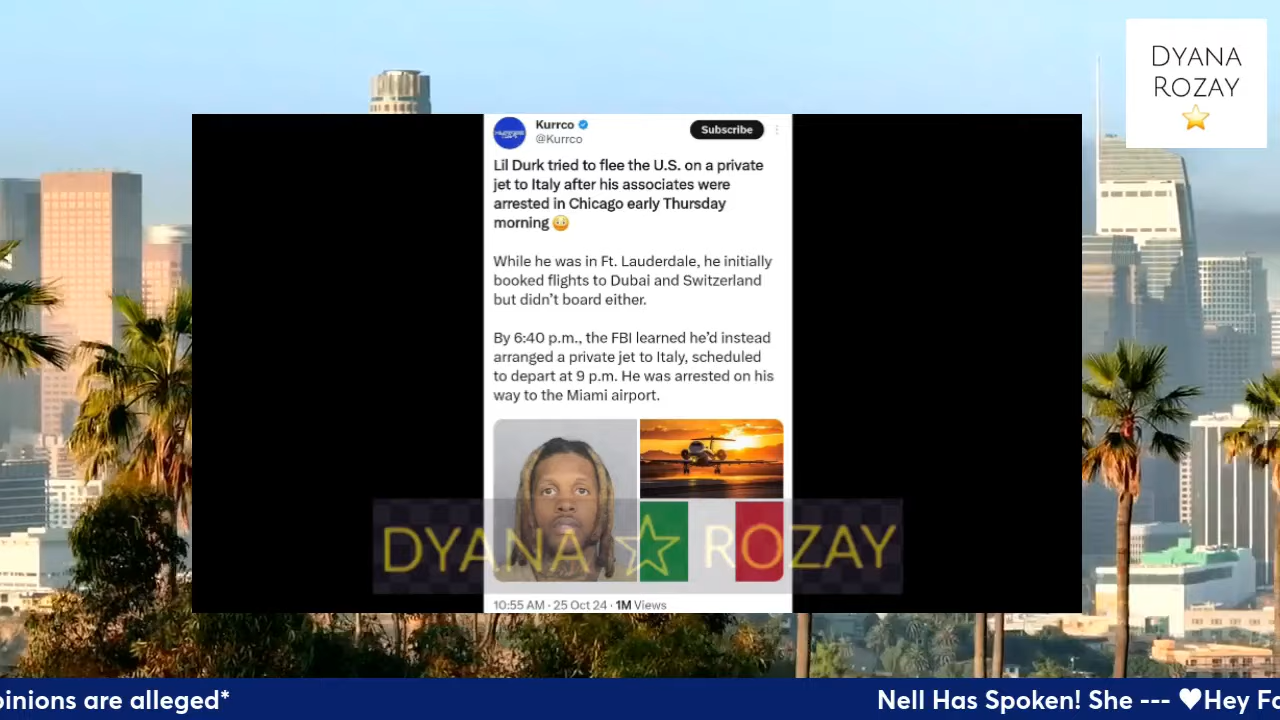 DYANA
ROZAY
Kurrco
@Kurrco
Subscribe
Lil Durk tried to flee the U.S. on a private
jet to Italy after his associates were
arrested in Chicago early Thursday
morning 😳
While he was in Ft. Lauderdale, he initially
booked flights to Dubai and Switzerland
but didn't board either.
By 6:40 p.m., the FBI learned he'd instead
arranged a private jet to Italy, scheduled
to depart at 9 p.m. He was arrested on his
way to the Miami airport.
DYANA ☆ ROZAY
10:55 AM · 25 Oct 24 · 1M Views
pinions are alleged*
Nell Has Spoken! She --- ♥Hey Fa